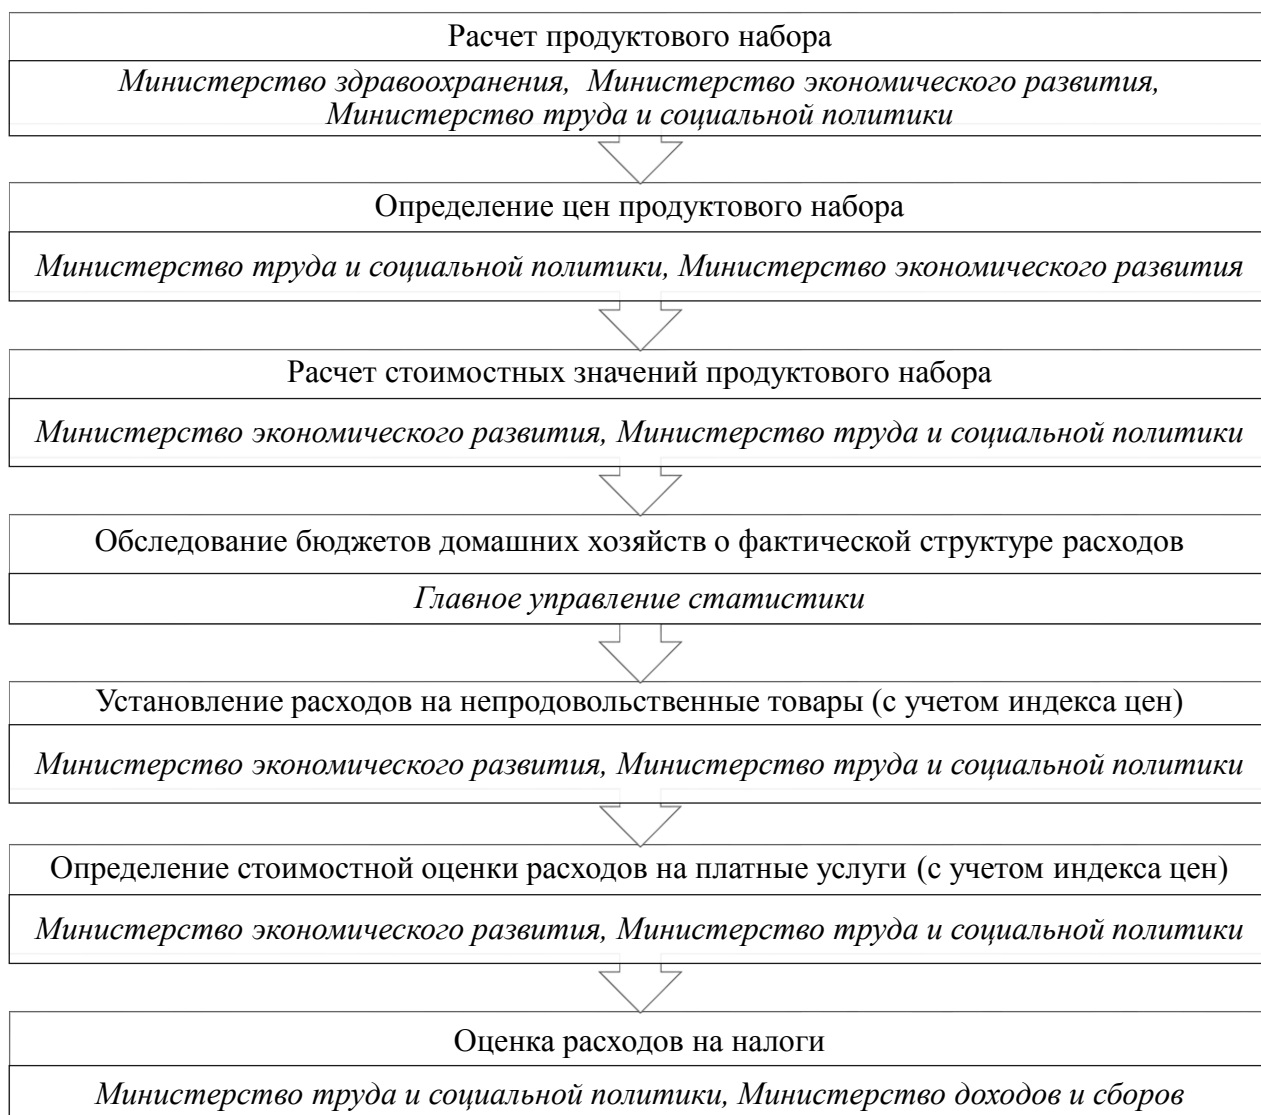 Расчет продуктового набора
Министерство здравоохранения, Министерство экономического развития,
Министерство труда и социальной политики
Определение цен продуктового набора
Министерство труда и социальной политики, Министерство экономического развития
Расчет стоимостных значений продуктового набора
Министерство экономического развития, Министерство труда и социальной политики
Обследование бюджетов домашних хозяйств о фактической структуре расходов
Главное управление статистики
Установление расходов на непродовольственные товары (с учетом индекса цен)
Министерство экономического развития, Министерство труда и социальной политики
Определение стоимостной оценки расходов на платные услуги (с учетом индекса цен)
Министерство экономического развития, Министерство труда и социальной политики
Оценка расходов на налоги
Министерство труда и социальной политики, Министерство доходов и сборов